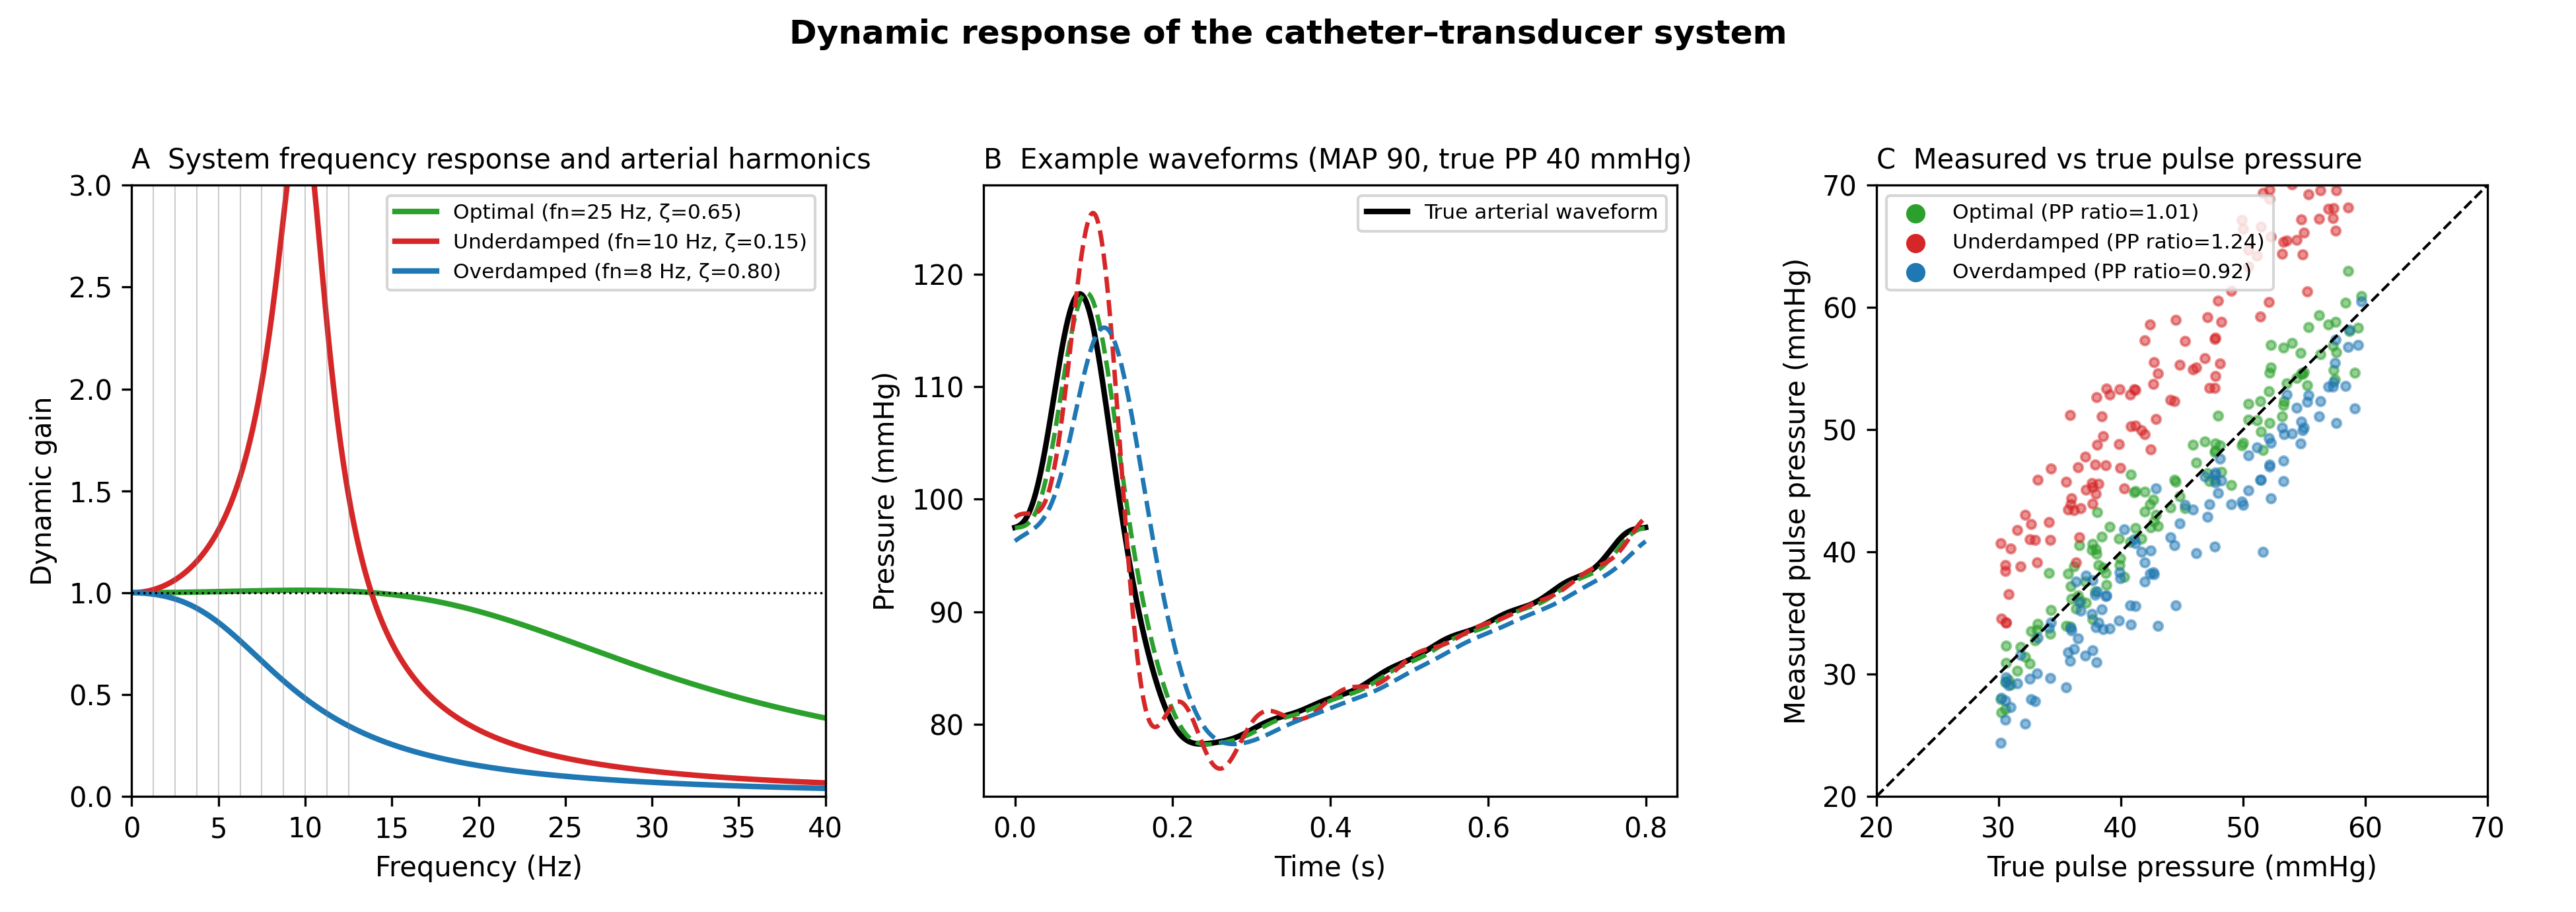 Dynamic response of the catheter–transducer system
A  System frequency response and arterial harmonics
3.0
2.5
2.0
1.5
1.0
0.5
0.0
Dynamic gain
Optimal (fn=25 Hz, ζ=0.65)
Underdamped (fn=10 Hz, ζ=0.15)
Overdamped (fn=8 Hz, ζ=0.80)
0 5 10 15 20 25 30 35 40
Frequency (Hz)
B  Example waveforms (MAP 90, true PP 40 mmHg)
120
110
100
90
80
Pressure (mmHg)
True arterial waveform
0.0 0.2 0.4 0.6 0.8
Time (s)
C  Measured vs true pulse pressure
70
60
50
40
30
20
Measured pulse pressure (mmHg)
Optimal (PP ratio=1.01)
Underdamped (PP ratio=1.24)
Overdamped (PP ratio=0.92)
20 30 40 50 60 70
True pulse pressure (mmHg)